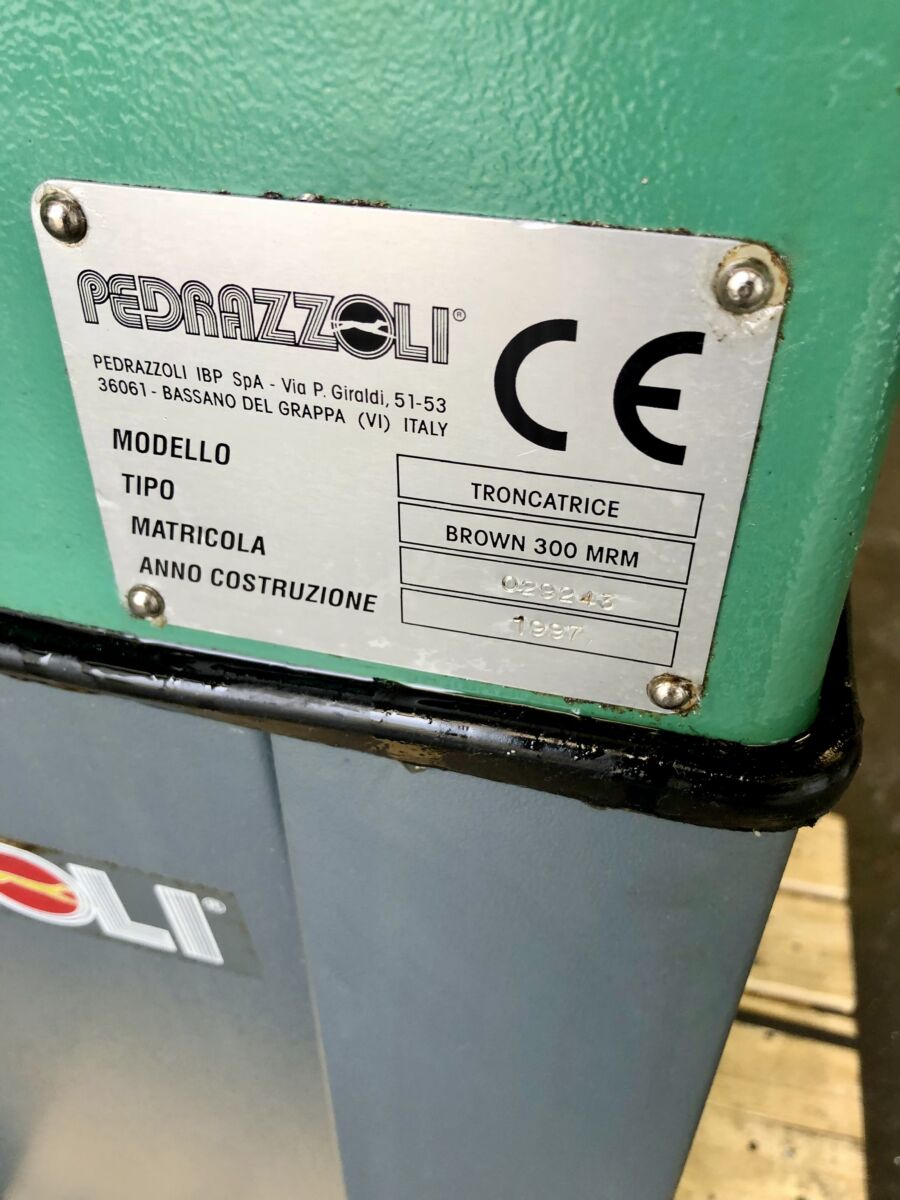 PEDRAZZOLI®
CE
PEDRAZZOLI IBP SpA - Via P. Giraldi, 51-53
36061 - BASSANO DEL GRAPPA (VI) ITALY
MODELLO TRONCATRICE
TIPO BROWN 300 MRM
MATRICOLA 029243
ANNO COSTRUZIONE 1997
OLI®